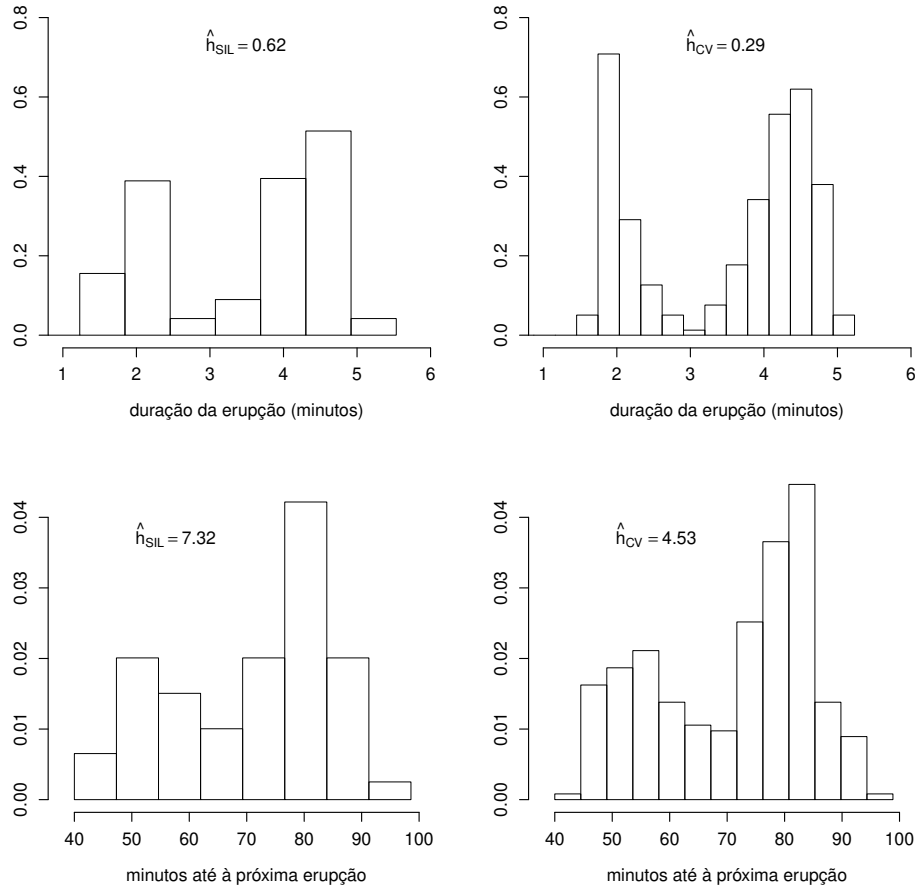 0.0 0.2 0.4 0.6 0.8
ĥSIL = 0.62
1 2 3 4 5 6
duração da erupção (minutos)
0.0 0.2 0.4 0.6 0.8
ĥCV = 0.29
1 2 3 4 5 6
duração da erupção (minutos)
0.00 0.01 0.02 0.03 0.04
ĥSIL = 7.32
40 50 60 70 80 90 100
minutos até à próxima erupção
0.00 0.01 0.02 0.03 0.04
ĥCV = 4.53
40 50 60 70 80 90 100
minutos até à próxima erupção